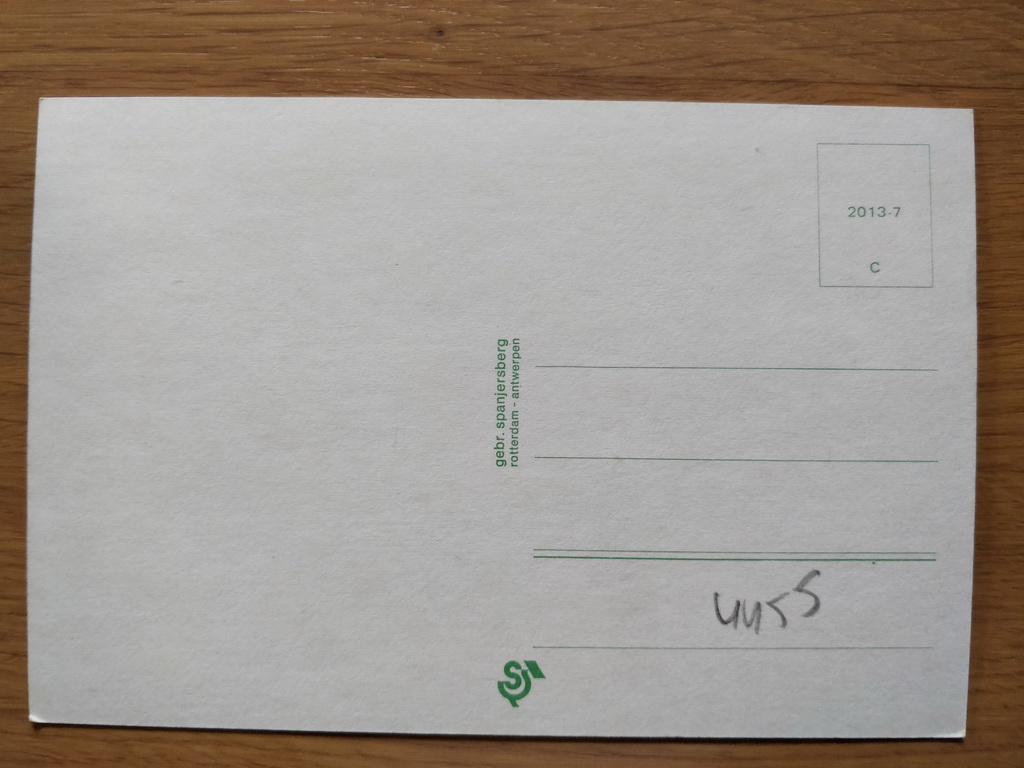 2013-7
C
gebr. spanjersberg
rotterdam - antwerpen
4455